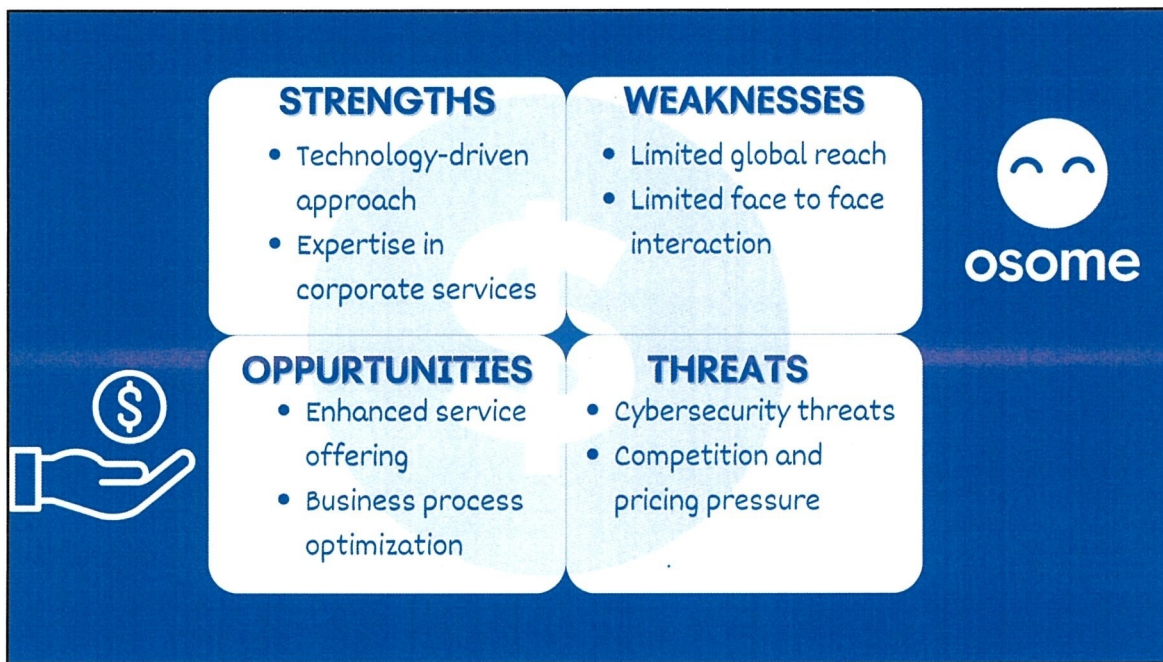 STRENGTHS
• Technology-driven
approach
• Expertise in
corporate services
WEAKNESSES
• Limited global reach
• Limited face to face
interaction
osome
OPPURTUNITIES
• Enhanced service
offering
• Business process
optimization
THREATS
• Cybersecurity threats
• Competition and
pricing pressure
$
$